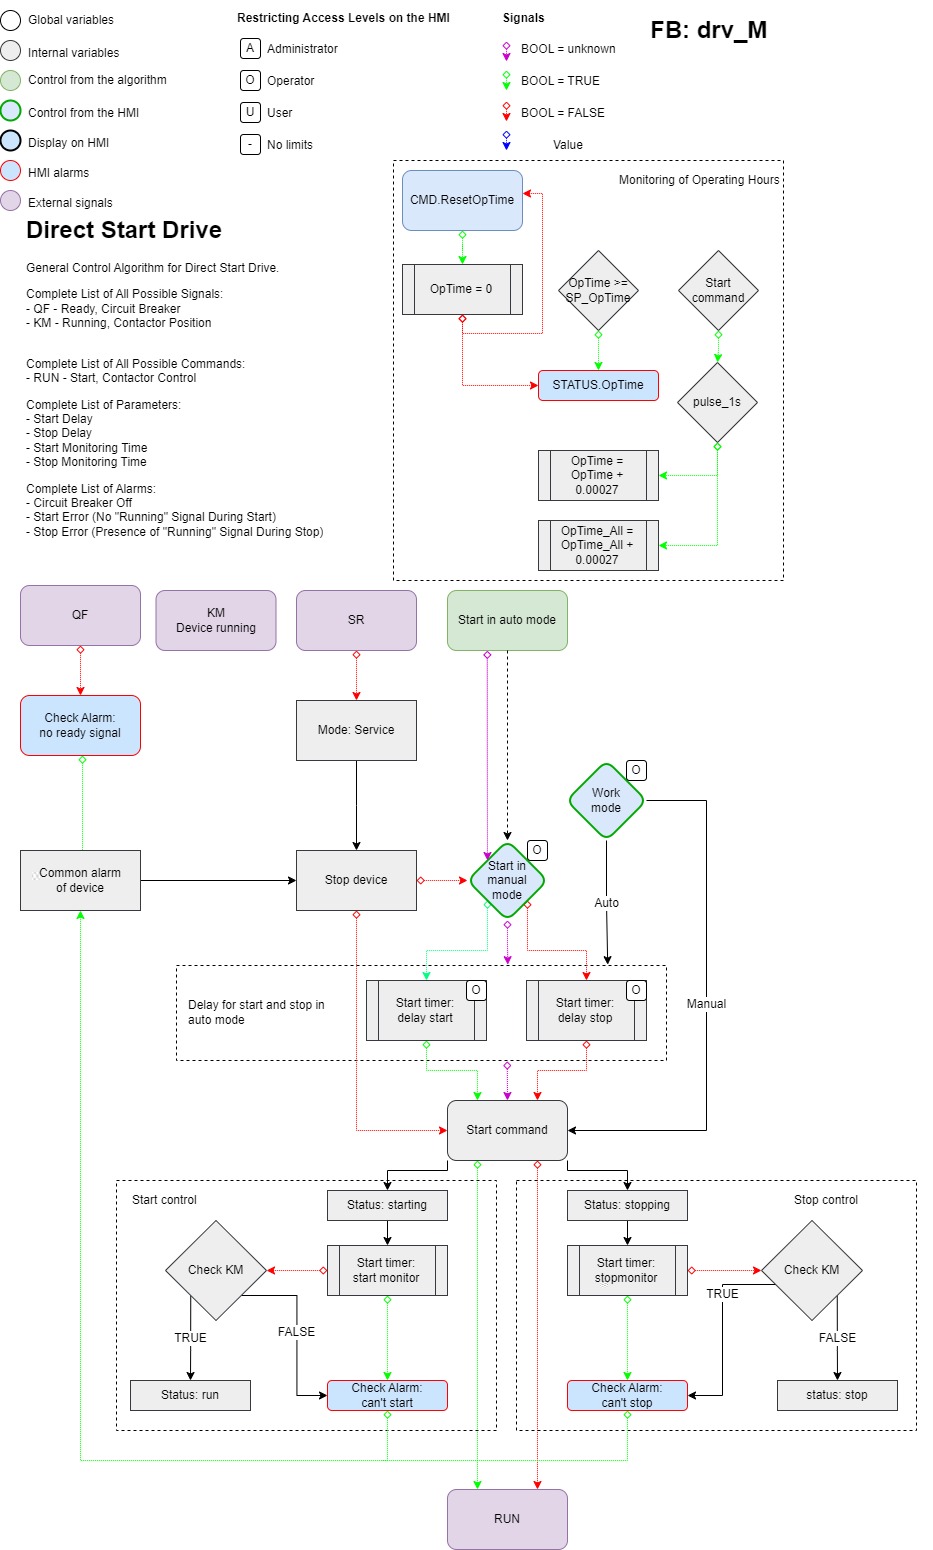 Global variables
Internal variables
Control from the algorithm
Control from the HMI
Display on HMI
HMI alarms
External signals
Restricting Access Levels on the HMI
A Administrator
O Operator
U User
- No limits
Signals
BOOL = unknown
BOOL = TRUE
BOOL = FALSE
Value
FB: drv_M
Direct Start Drive
General Control Algorithm for Direct Start Drive.
Complete List of All Possible Signals:
- QF - Ready, Circuit Breaker
- KM - Running, Contactor Position
Complete List of All Possible Commands:
- RUN - Start, Contactor Control
Complete List of Parameters:
- Start Delay
- Stop Delay
- Start Monitoring Time
- Stop Monitoring Time
Complete List of Alarms:
- Circuit Breaker Off
- Start Error (No "Running" Signal During Start)
- Stop Error (Presence of "Running" Signal During Stop)
Monitoring of Operating Hours
CMD.ResetOpTime
OpTime = 0
OpTime >=
SP_OpTime
Start
command
STATUS.OpTime
pulse_1s
OpTime =
OpTime +
0.00027
OpTime_All =
OpTime_All +
0.00027
QF
KM
Device running
SR
Start in auto mode
Check Alarm:
no ready signal
Mode: Service
O
Work
mode
Common alarm
of device
Stop device
O
Start in
manual
mode
Auto
Manual
Delay for start and stop in
auto mode
O
Start timer:
delay start
O
Start timer:
delay stop
Start command
Start control
Status: starting
Status: stopping
Stop control
Check KM
Start timer:
start monitor
Start timer:
stopmonitor
Check KM
TRUE
FALSE
TRUE
FALSE
Status: run
Check Alarm:
can't start
Check Alarm:
can't stop
status: stop
RUN